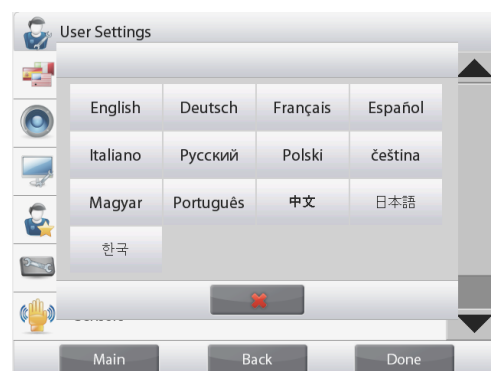 User Settings
English Deutsch Français Español
Italiano Русский Polski čeština
Magyar Português 中文 日本語
한국
Main Back Done